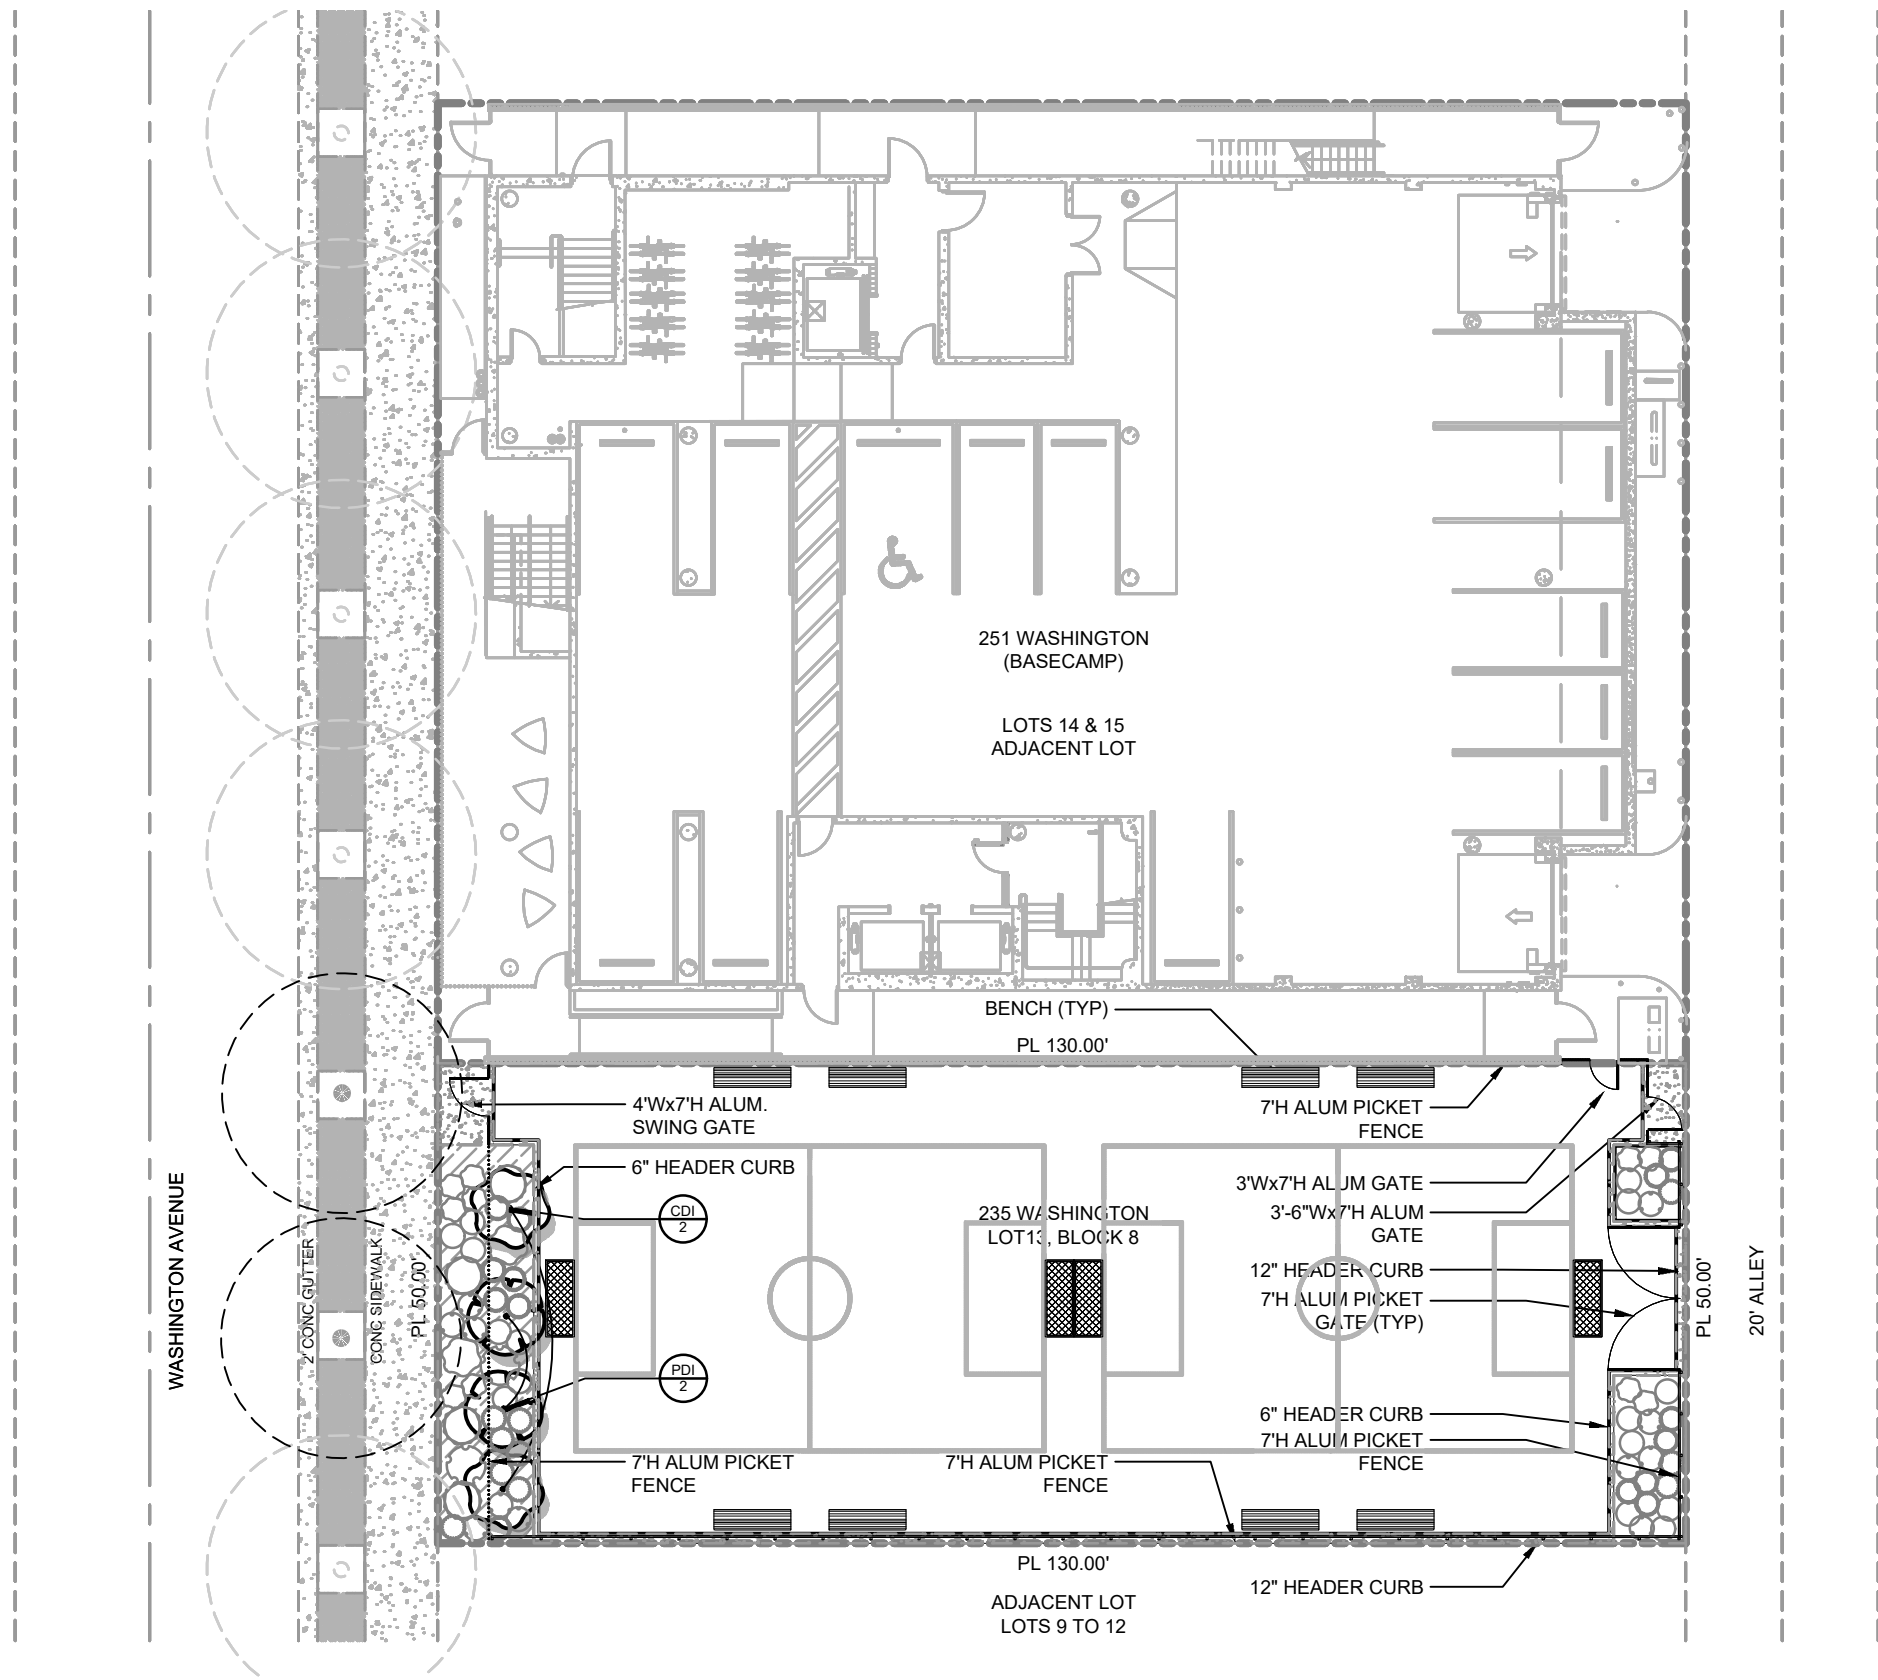 251 WASHINGTON
(BASECAMP)
LOTS 14 & 15
ADJACENT LOT
BENCH (TYP)
PL 130.00'
4'Wx7'H ALUM.
SWING GATE
7'H ALUM PICKET
FENCE
6" HEADER CURB
3'Wx7'H ALUM GATE
CDI
2
235 WASHINGTON
LOT13, BLOCK 8
3'-6"Wx7'H ALUM
GATE
WASHINGTON AVENUE
2' CONC GUTTER
CONC SIDEWALK
PL 50.00'
12" HEADER CURB
7'H ALUM PICKET
GATE (TYP)
PL 50.00'
20' ALLEY
PDI
2
6" HEADER CURB
7'H ALUM PICKET
FENCE
7'H ALUM PICKET
FENCE
7'H ALUM PICKET
FENCE
PL 130.00'
12" HEADER CURB
ADJACENT LOT
LOTS 9 TO 12